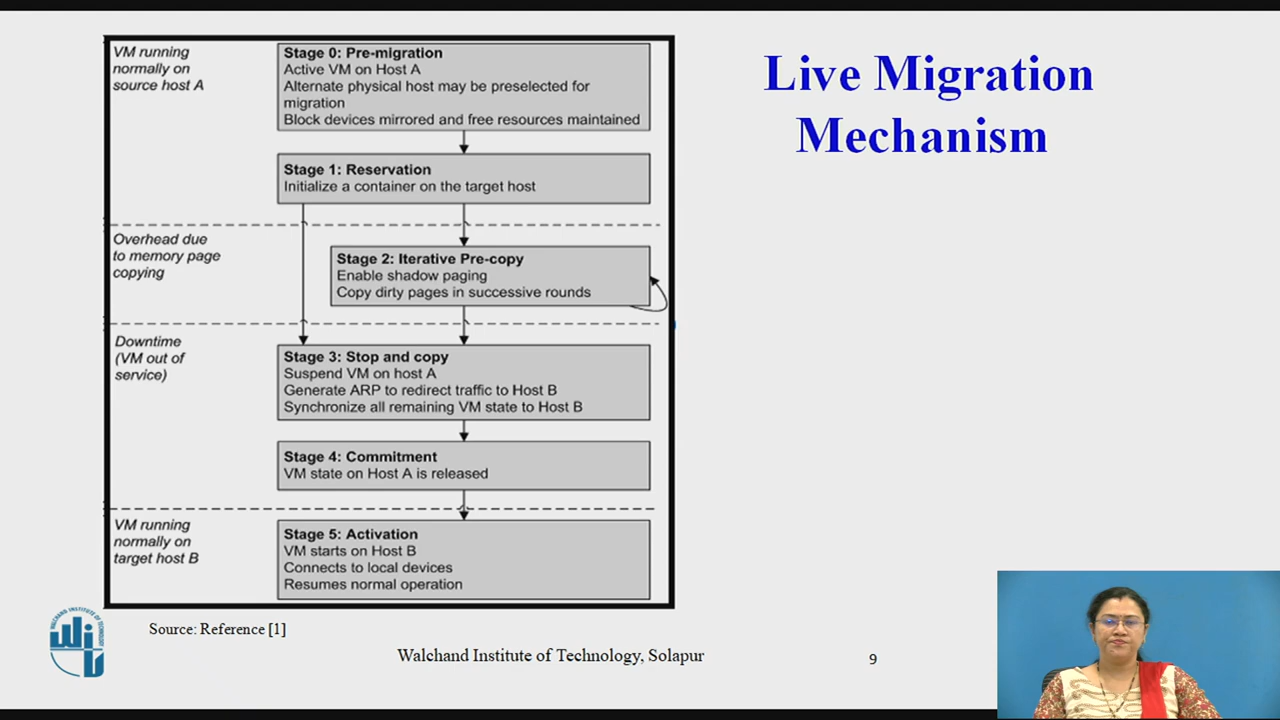 Live Migration
Mechanism
VM running
normally on
source host A
Stage 0: Pre-migration
Active VM on Host A
Alternate physical host may be preselected for
migration
Block devices mirrored and free resources maintained
Stage 1: Reservation
Initialize a container on the target host
Overhead due
to memory page
copying
Stage 2: Iterative Pre-copy
Enable shadow paging
Copy dirty pages in successive rounds
Downtime
(VM out of
service)
Stage 3: Stop and copy
Suspend VM on host A
Generate ARP to redirect traffic to Host B
Synchronize all remaining VM state to Host B
Stage 4: Commitment
VM state on Host A is released
VM running
normally on
target host B
Stage 5: Activation
VM starts on Host B
Connects to local devices
Resumes normal operation
Source: Reference [1]
WALCHAND INSTITUTE OF TECHNOLOGY
Walchand Institute of Technology, Solapur
9